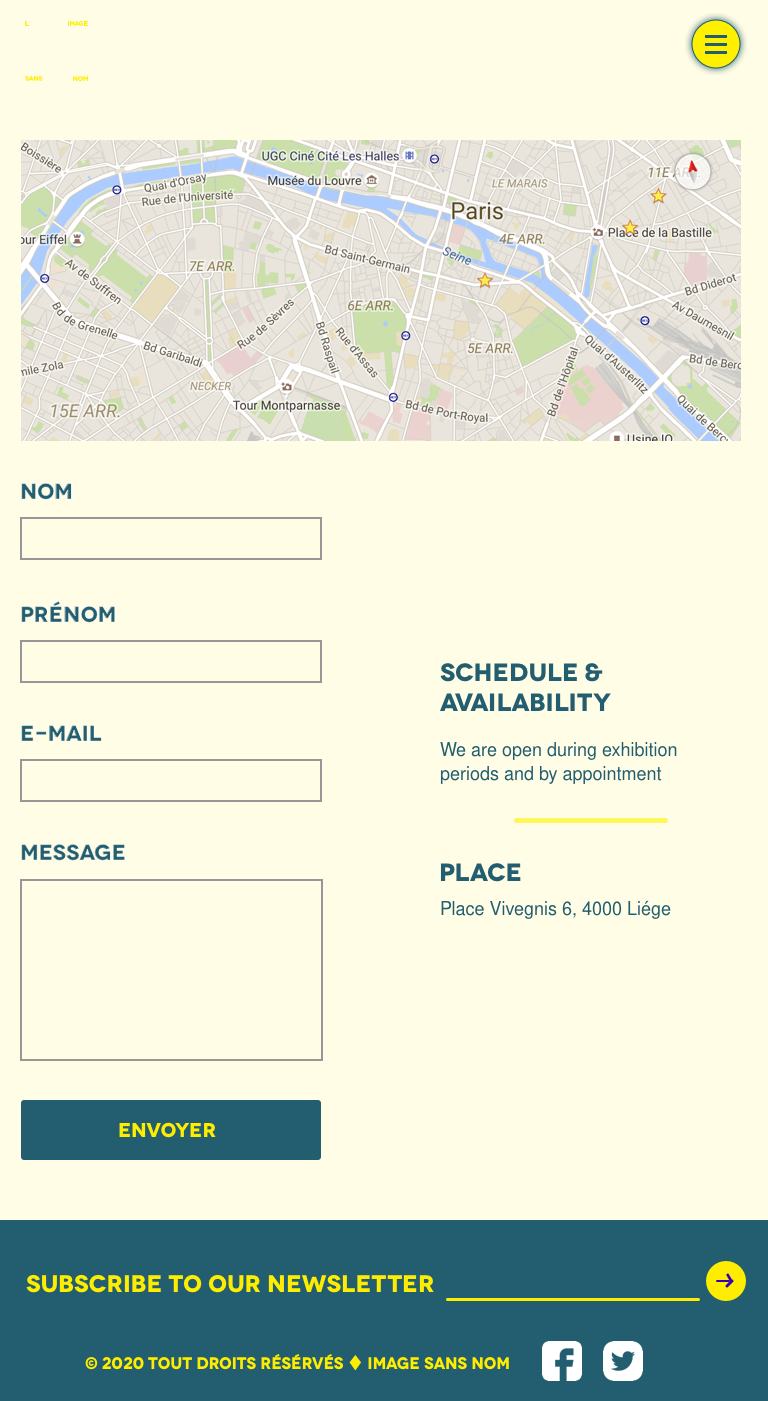 L'
IMAGE
SANS
NOM
Boissière
UGC Ciné Cité Les Halles
Quai d'Orsay
Musée du Louvre
LE MARAIS
11E ARR.
Rue de l'Université
Paris
our Eiffel
4E ARR.
Place de la Bastille
7E ARR.
Bd Saint-Germain
Seine
Av de Suffren
6E ARR.
Bd Diderot
Bd de Grenelle
Rue de Sèvres
Av Daumesnil
Bd Raspail
Rue d'Assas
5E ARR.
Bd Garibaldi
mile Zola
Bd de l'Hôpital
Quai d'Austerlitz
Bd de Berc
NECKER
15E ARR.
Tour Montparnasse
Bd de Port-Royal
Quai de Bercy
Usine IO
NOM
PRÉNOM
E-MAIL
MESSAGE
ENVOYER
SCHEDULE &
AVAILABILITY
We are open during exhibition
periods and by appointment
PLACE
Place Vivegnis 6, 4000 Liége
SUBSCRIBE TO OUR NEWSLETTER
© 2020 TOUT DROITS RÉSÉRVÉS ♦ IMAGE SANS NOM